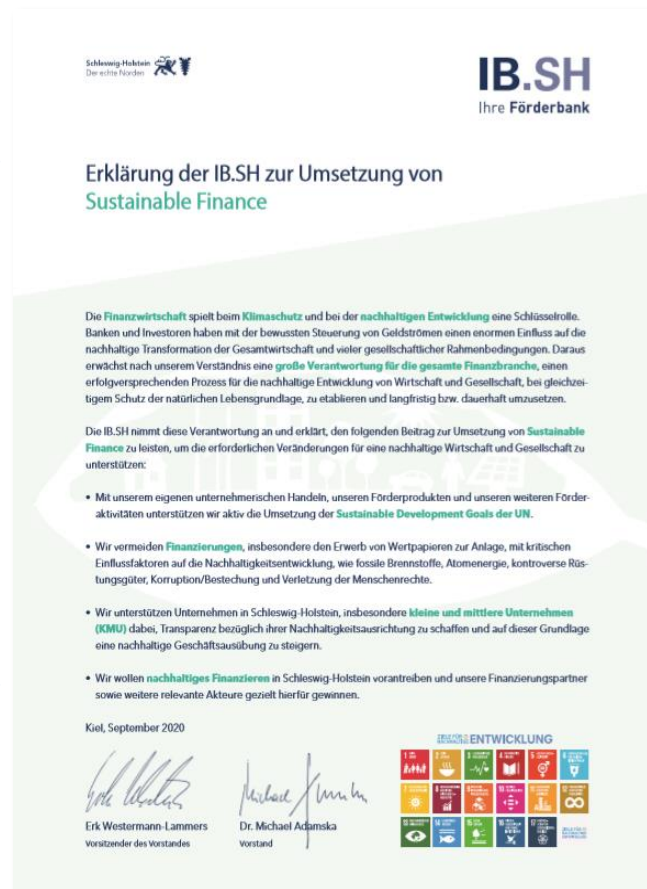 Schleswig-Holstein
Der echte Norden
IB.SH
Ihre Förderbank
Erklärung der IB.SH zur Umsetzung von
Sustainable Finance
Die Finanzwirtschaft spielt beim Klimaschutz und bei der nachhaltigen Entwicklung eine Schlüsselrolle.
Banken und Investoren haben mit der bewussten Steuerung von Geldströmen einen enormen Einfluss auf die
nachhaltige Transformation der Gesamtwirtschaft und vieler gesellschaftlicher Rahmenbedingungen. Daraus
erwächst nach unserem Verständnis eine große Verantwortung für die gesamte Finanzbranche, einen
erfolgversprechenden Prozess für die nachhaltige Entwicklung von Wirtschaft und Gesellschaft, bei gleichzei-
tigem Schutz der natürlichen Lebensgrundlage, zu etablieren und langfristig bzw. dauerhaft umzusetzen.
Die IB.SH nimmt diese Verantwortung an und erklärt, den folgenden Beitrag zur Umsetzung von Sustainable
Finance zu leisten, um die erforderlichen Veränderungen für eine nachhaltige Wirtschaft und Gesellschaft zu
unterstützen:
• Mit unserem eigenen unternehmerischen Handeln, unseren Förderprodukten und unseren weiteren Förder-
aktivitäten unterstützen wir aktiv die Umsetzung der Sustainable Development Goals der UN.
• Wir vermeiden Finanzierungen, insbesondere den Erwerb von Wertpapieren zur Anlage, mit kritischen
Einflussfaktoren auf die Nachhaltigkeitsentwicklung, wie fossile Brennstoffe, Atomenergie, kontroverse Rüs-
tungsgüter, Korruption/Bestechung und Verletzung der Menschenrechte.
• Wir unterstützen Unternehmen in Schleswig-Holstein, insbesondere kleine und mittlere Unternehmen
(KMU) dabei, Transparenz bezüglich ihrer Nachhaltigkeitsausrichtung zu schaffen und auf dieser Grundlage
eine nachhaltige Geschäftsausübung zu steigern.
• Wir wollen nachhaltiges Finanzieren in Schleswig-Holstein vorantreiben und unsere Finanzierungspartner
sowie weitere relevante Akteure gezielt hierfür gewinnen.
Kiel, September 2020
ZIELE FÜR NACHHALTIGE ENTWICKLUNG
Erk Westermann-Lammers
Vorsitzender des Vorstandes
Dr. Michael Adamska
Vorstand